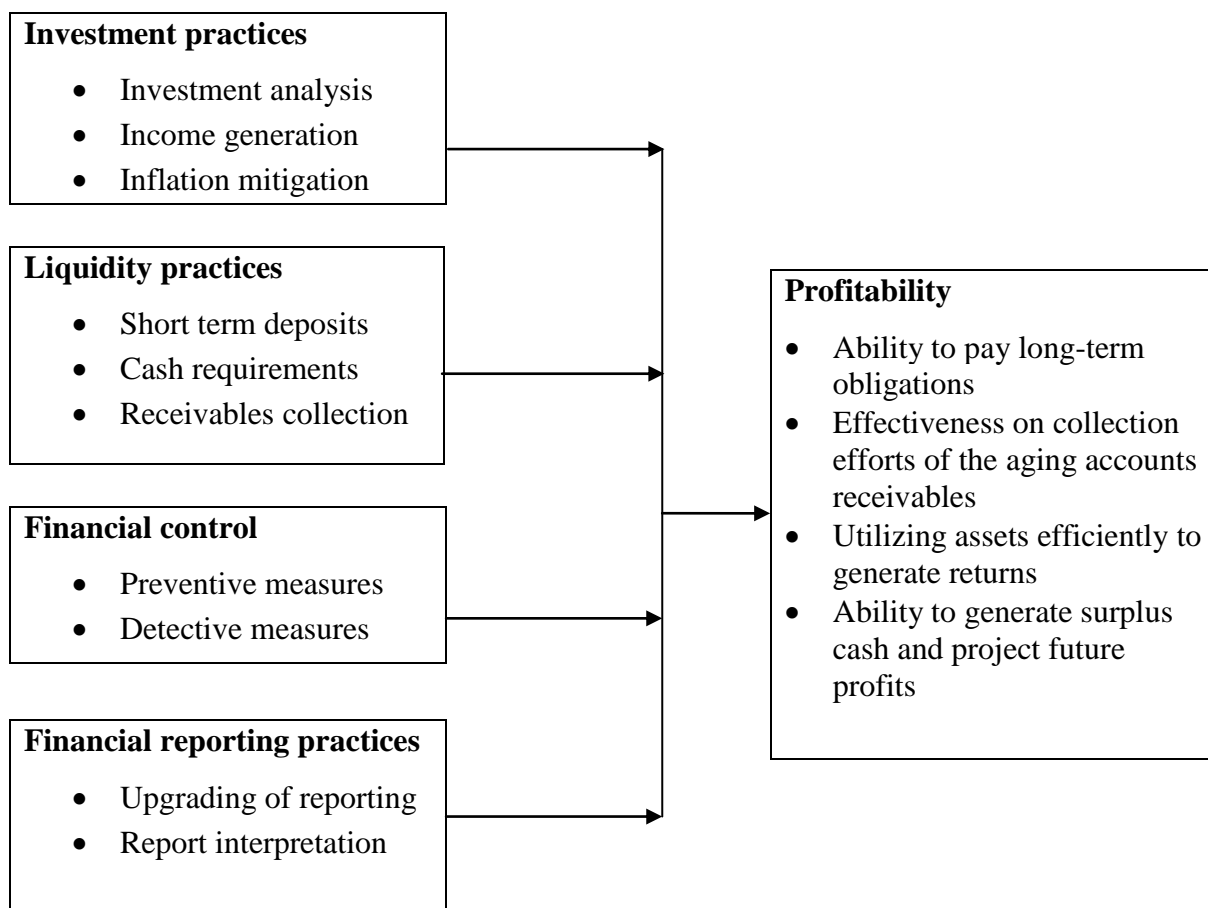 Investment practices
• Investment analysis
• Income generation
• Inflation mitigation
Liquidity practices
• Short term deposits
• Cash requirements
• Receivables collection
Financial control
• Preventive measures
• Detective measures
Financial reporting practices
• Upgrading of reporting
• Report interpretation
Profitability
• Ability to pay long-term
obligations
• Effectiveness on collection
efforts of the aging accounts
receivables
• Utilizing assets efficiently to
generate returns
• Ability to generate surplus
cash and project future
profits